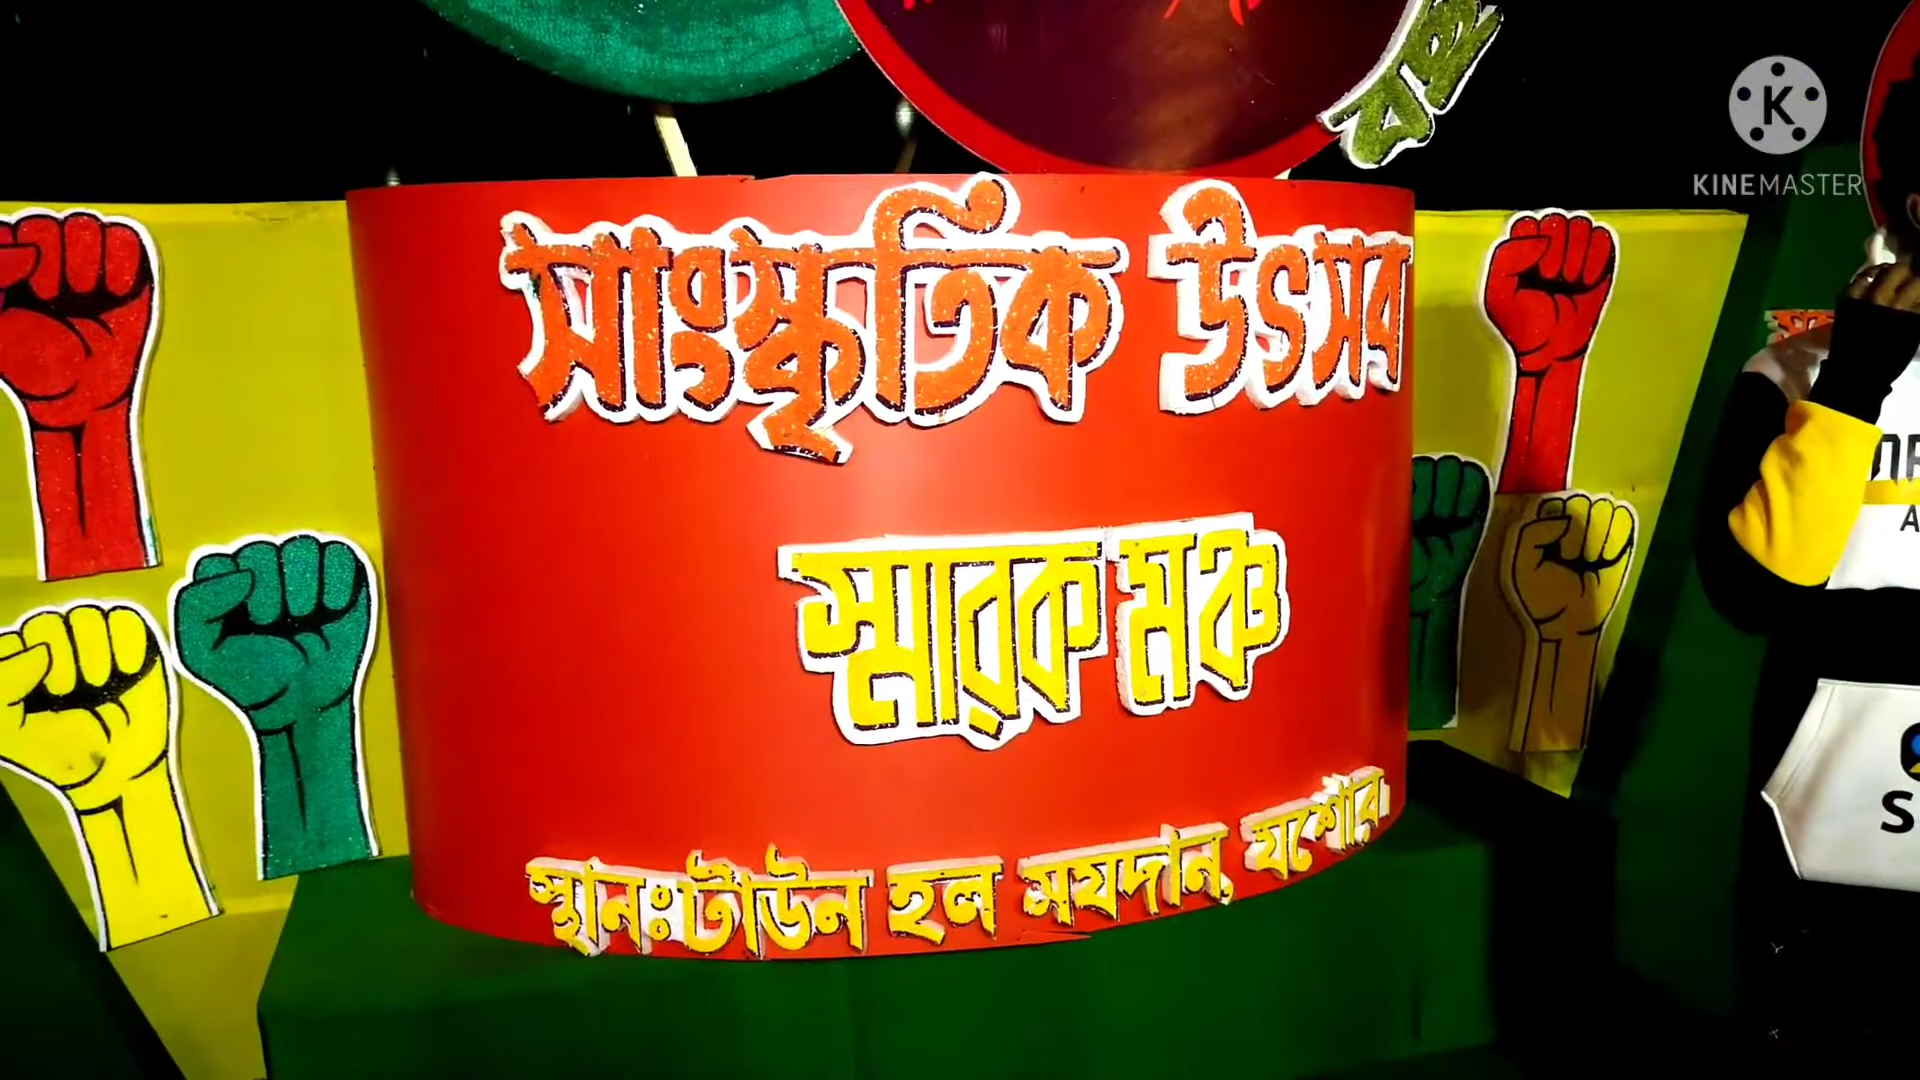 KINEMASTER
সাংস্কৃতিক উৎসব
স্মারক মঞ্চ
স্থানঃ টাউন হল ময়দান, যশোর